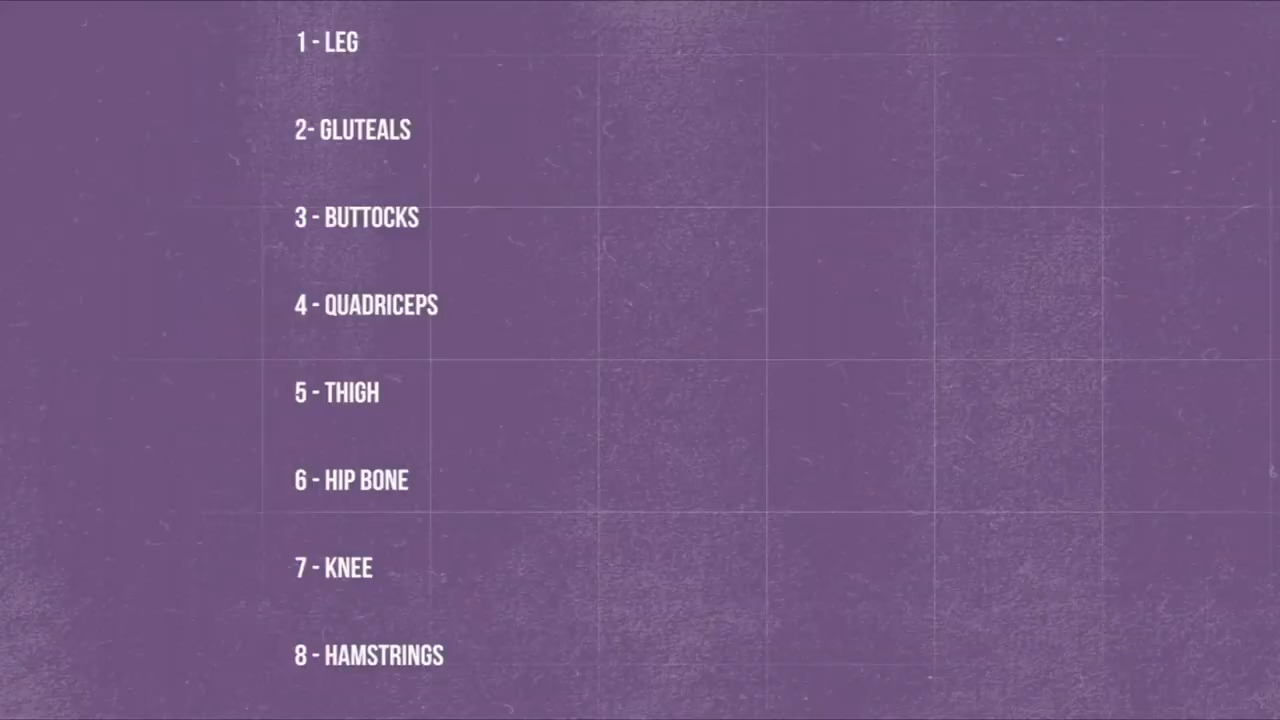 1 - LEG
2- GLUTEALS
3 - BUTTOCKS
4 - QUADRICEPS
5 - THIGH
6 - HIP BONE
7 - KNEE
8 - HAMSTRINGS